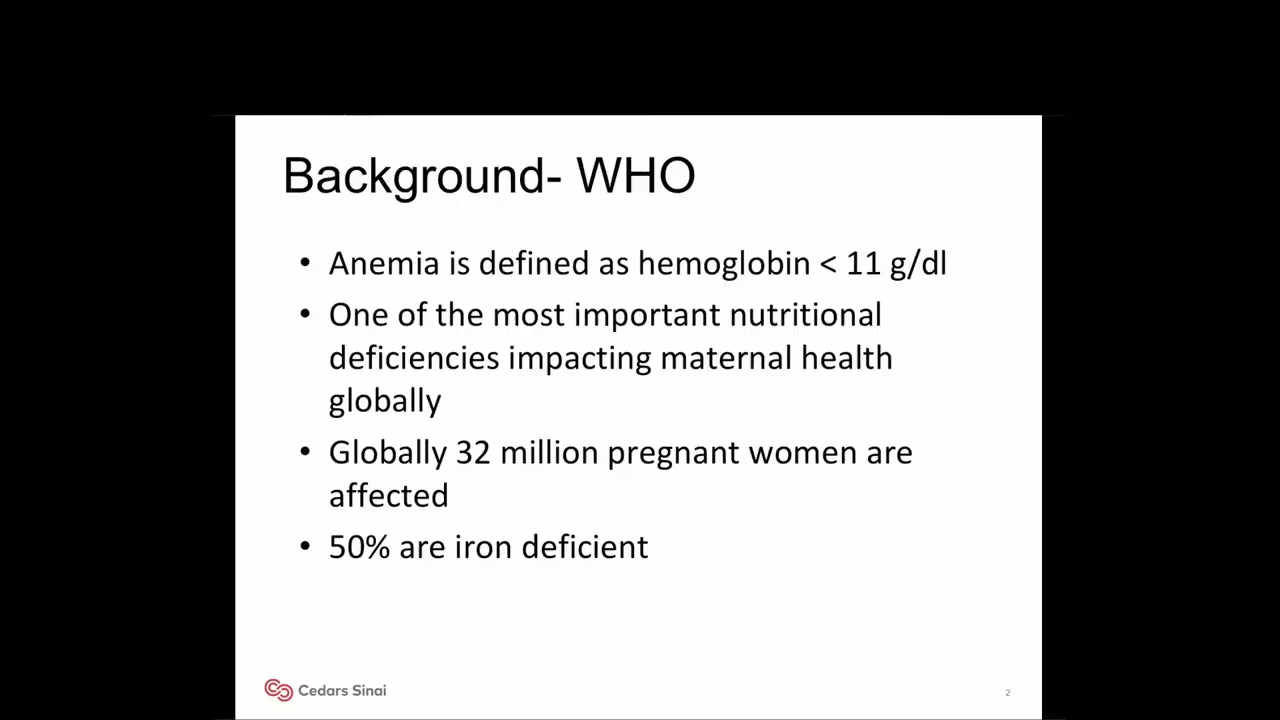 Background- WHO
• Anemia is defined as hemoglobin < 11 g/dl
• One of the most important nutritional
deficiencies impacting maternal health
globally
• Globally 32 million pregnant women are
affected
• 50% are iron deficient
Cedars Sinai
2